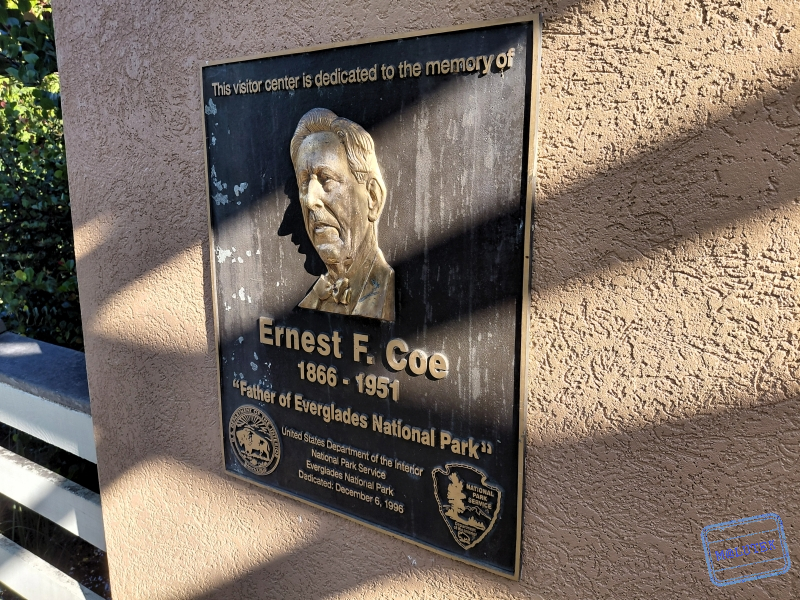 This visitor center is dedicated to the memory of
Ernest F. Coe
1866 - 1951
“Father of Everglades National Park”
United States Department of the Interior
National Park Service
Everglades National Park
Dedicated: December 6, 1996
NATIONAL
PARK
SERVICE